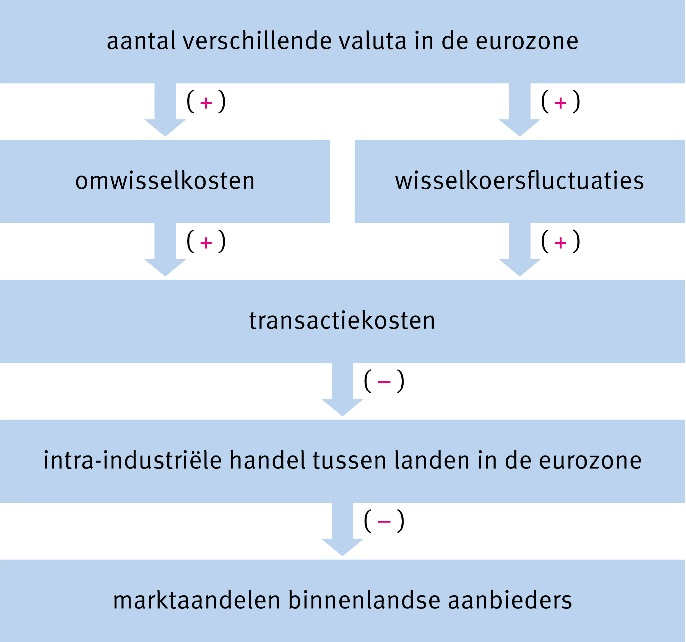 aantal verschillende valuta in de eurozone
(+) (+)
omwisselkosten wisselkoersfluctuaties
(+) (+)
transactiekosten
(–)
intra-industriële handel tussen landen in de eurozone
(–)
marktaandelen binnenlandse aanbieders